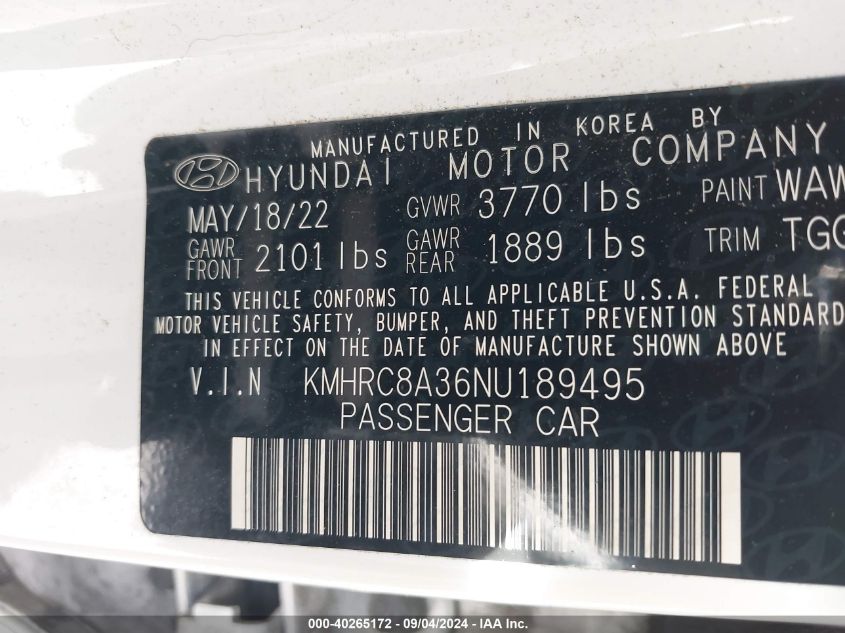 MANUFACTURED IN KOREA BY
HYUNDAI MOTOR COMPANY
MAY/18/22 GVWR 3770 lbs PAINT WAW
GAWR FRONT 2101 lbs GAWR REAR 1889 lbs TRIM TGG
THIS VEHICLE CONFORMS TO ALL APPLICABLE U.S.A. FEDERAL
MOTOR VEHICLE SAFETY, BUMPER, AND THEFT PREVENTION STANDARD
IN EFFECT ON THE DATE OF MANUFACTURE SHOWN ABOVE
V.I.N KMHRC8A36NU189495
PASSENGER CAR
000-40265172 - 09/04/2024 - IAA Inc.